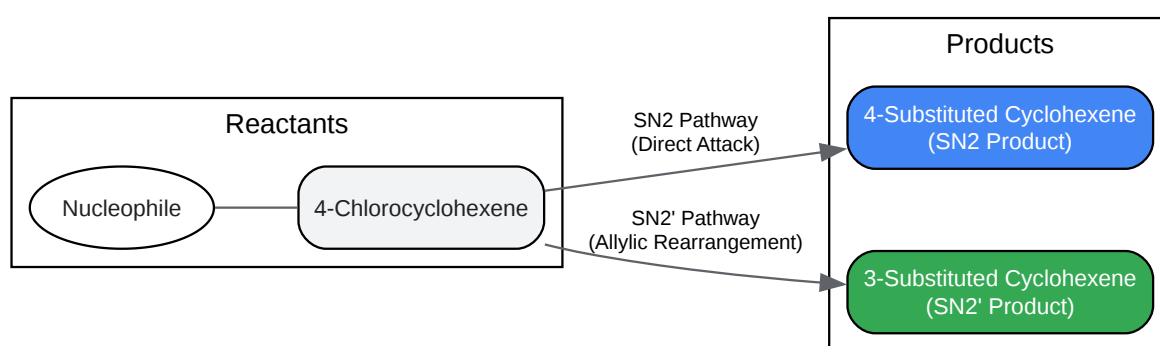 Reactants
Nucleophile
4-Chlorocyclohexene
SN2 Pathway
(Direct Attack)
SN2' Pathway
(Allylic Rearrangement)
Products
4-Substituted Cyclohexene
(SN2 Product)
3-Substituted Cyclohexene
(SN2' Product)